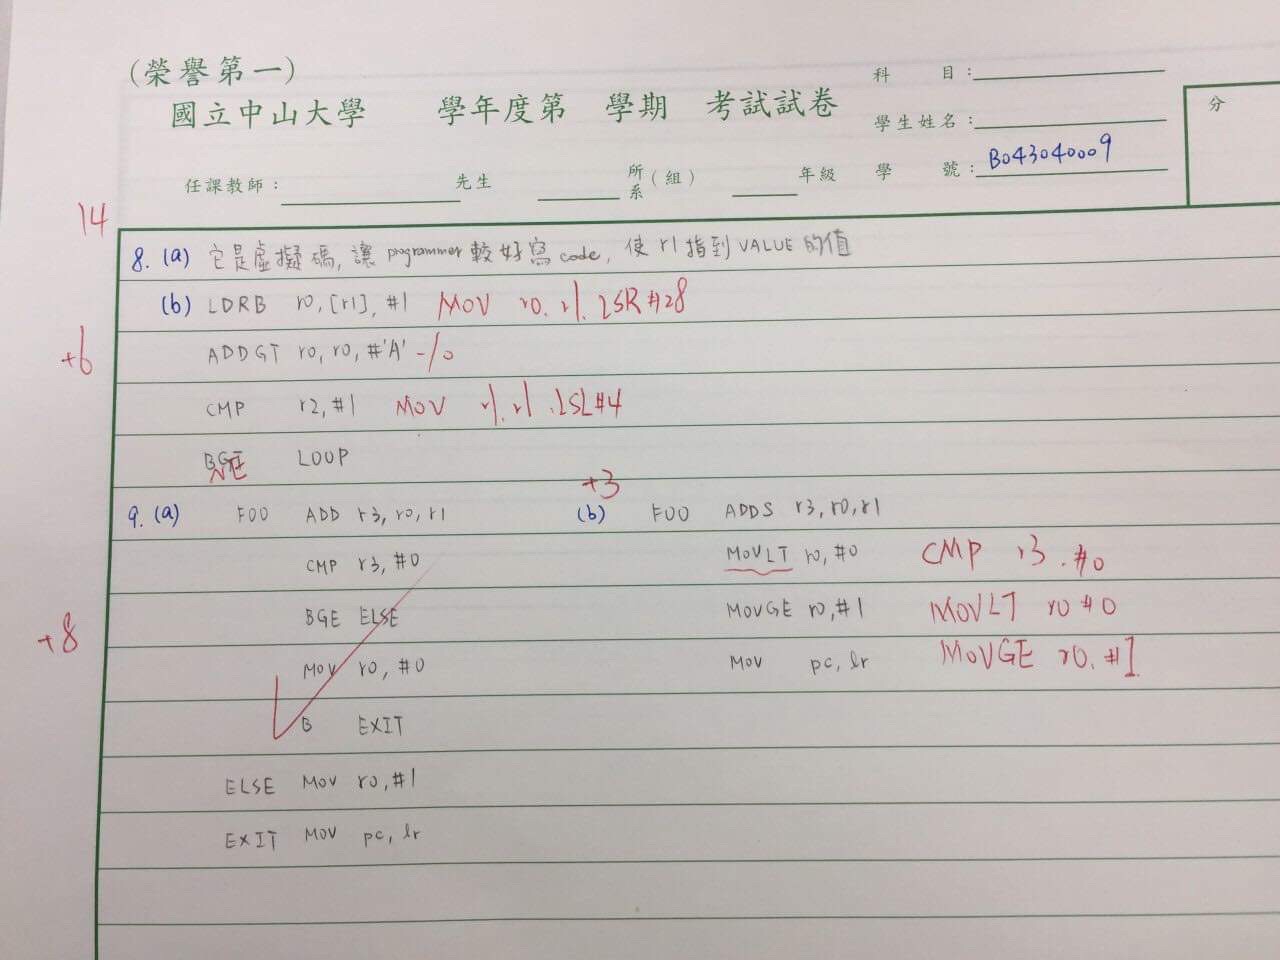 (榮譽第一)
國立中山大學 學年度第 學期 考試試卷
科 目:
學生姓名:
學 號: B043040009
分
任課教師: 先生 所系(組) 年級
14
8. (a) 它是虛擬碼, 讓 programmer 較好寫 code, 使 r1 指到 VALUE 的值
(b) LDRB r0, [r1], #1 MOV r0, r1, LSR #28
+6
ADDGT r0, r0, #'A' -10
CMP r2, #1 MOV r1, r1, LSL #4
BGE NE LOOP
+3
9. (a) FOO ADD r3, r0, r1 (b) FOO ADDS r3, r0, r1
CMP r3, #0 MOVLT r0, #0 CMP r3, #0
BGE ELSE MOVGE r0, #1 MOVLT r0 #0
+8
MOV r0, #0 MOV pc, lr MOVGE r0, #1
B EXIT
ELSE MOV r0, #1
EXIT MOV pc, lr